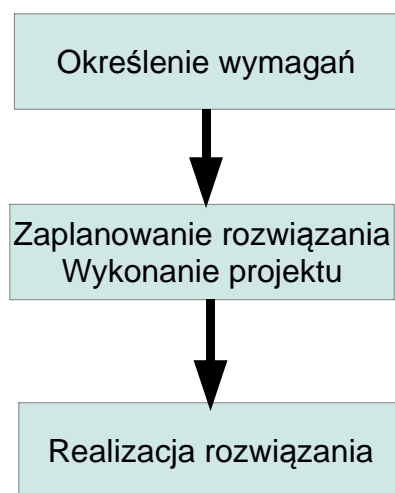 Określenie wymagań
Zaplanowanie rozwiązania
Wykonanie projektu
Realizacja rozwiązania